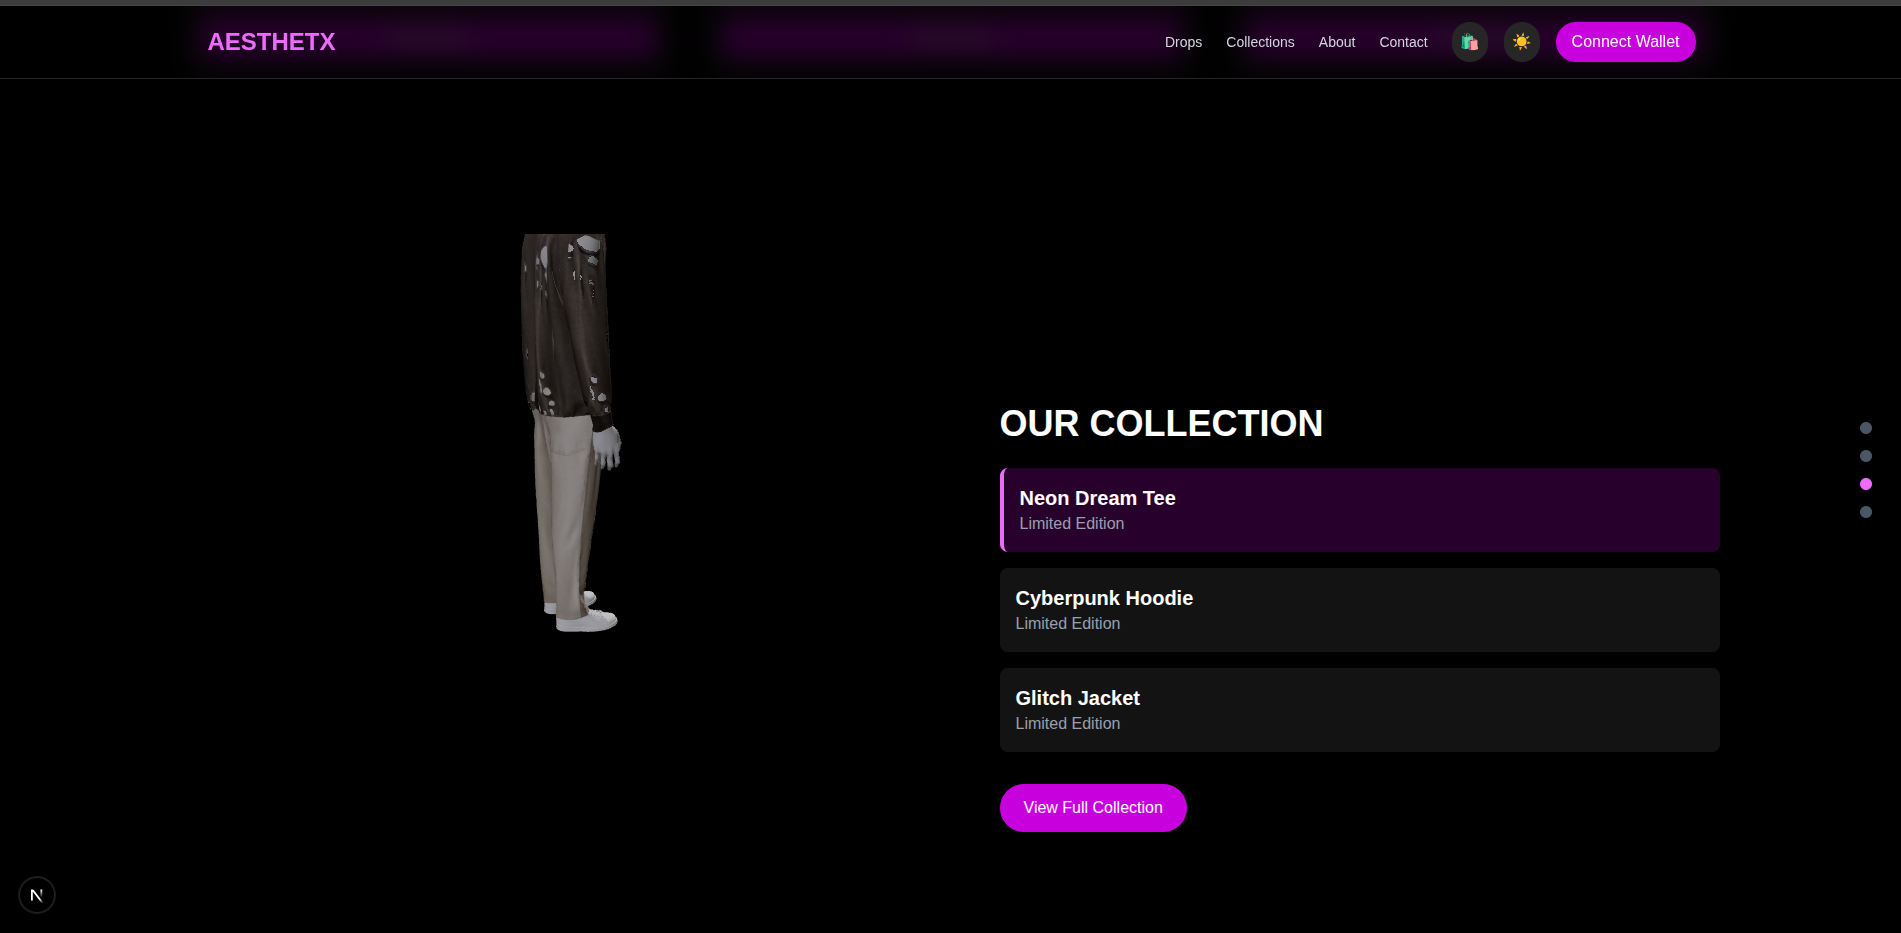 AESTHETX
Drops Collections About Contact Connect Wallet
OUR COLLECTION
Neon Dream Tee
Limited Edition
Cyberpunk Hoodie
Limited Edition
Glitch Jacket
Limited Edition
View Full Collection
N